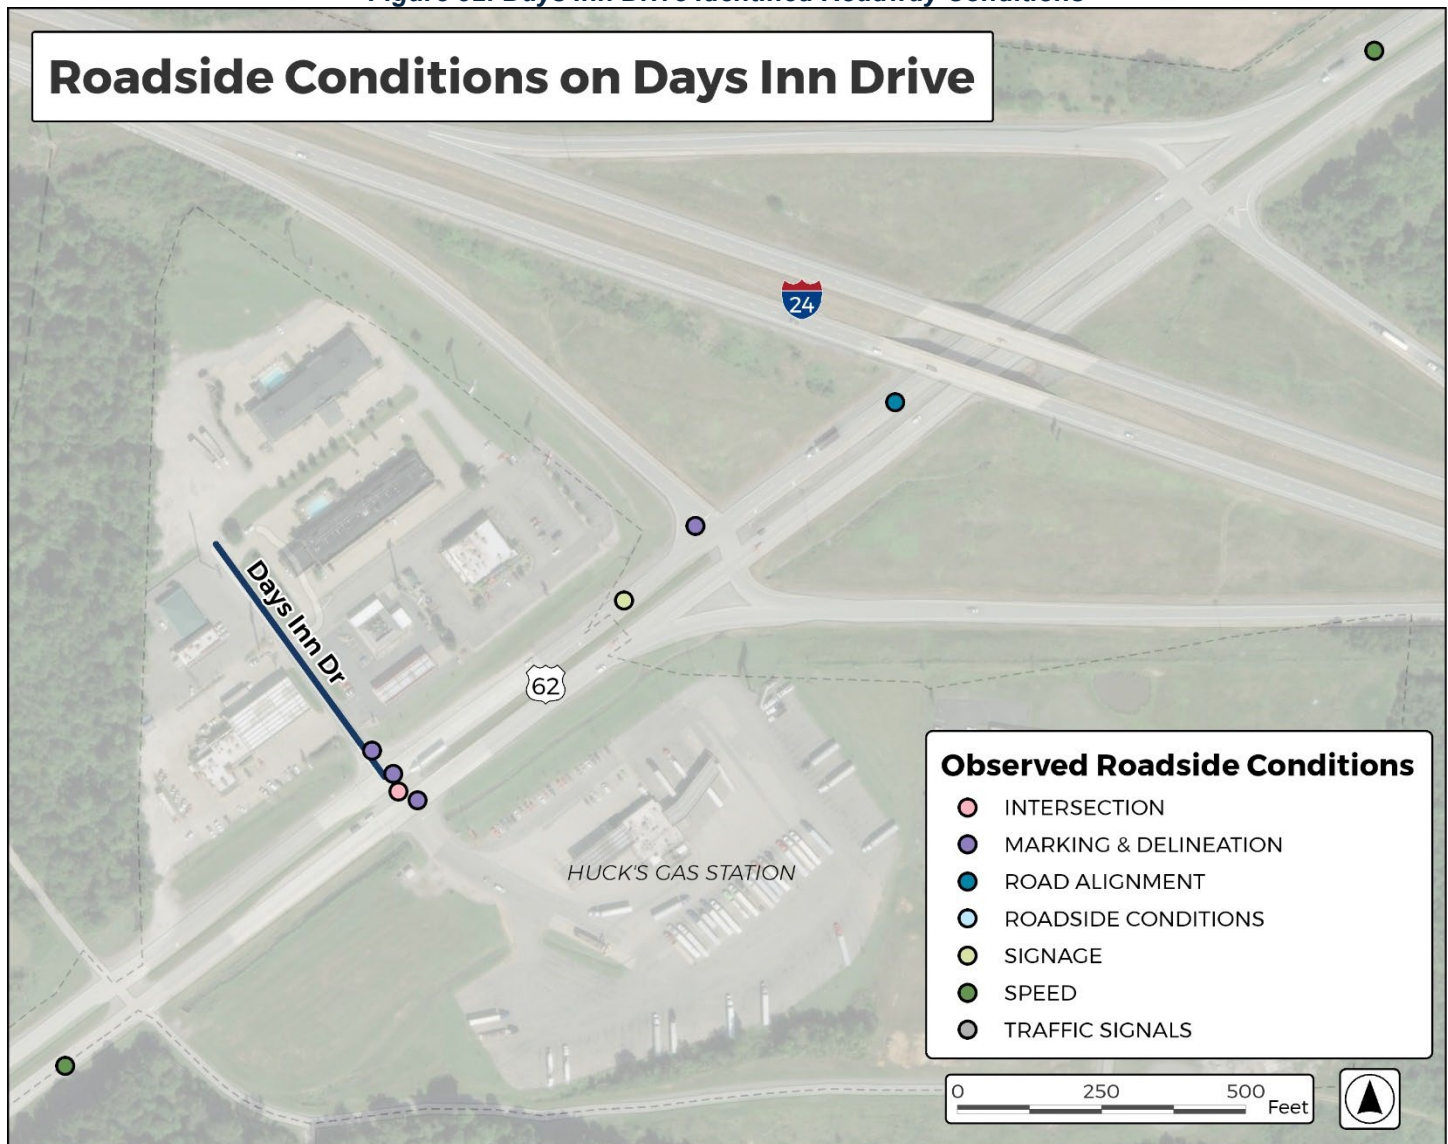 Roadside Conditions on Days Inn Drive
24
Days Inn Dr
62
HUCK'S GAS STATION
Observed Roadside Conditions
INTERSECTION
MARKING & DELINEATION
ROAD ALIGNMENT
ROADSIDE CONDITIONS
SIGNAGE
SPEED
TRAFFIC SIGNALS
0 250 500 Feet